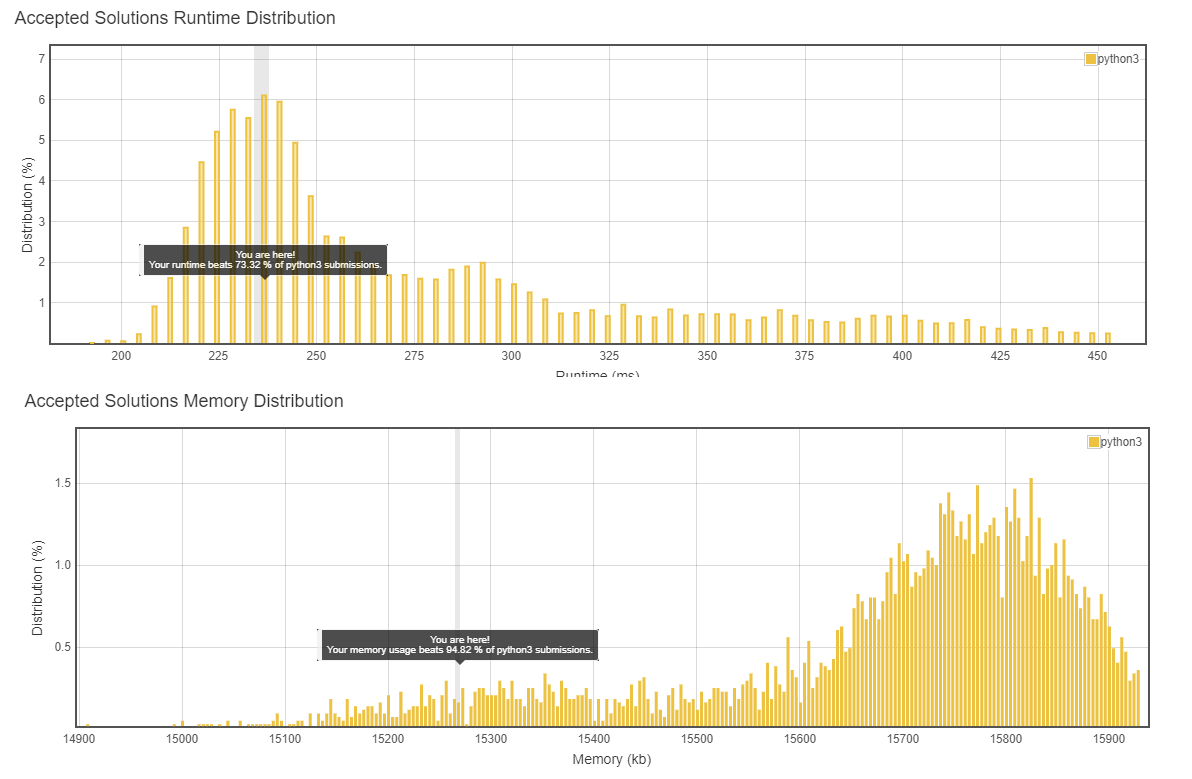 Accepted Solutions Runtime Distribution
python3
7
6
5
4
3
2
1
Distribution (%)
You are here!
Your runtime beats 73.32 % of python3 submissions.
200 225 250 275 300 325 350 375 400 425 450
Runtime (ms)
Accepted Solutions Memory Distribution
python3
1.5
1.0
0.5
Distribution (%)
You are here!
Your memory usage beats 94.82 % of python3 submissions.
14900 15000 15100 15200 15300 15400 15500 15600 15700 15800 15900
Memory (kb)